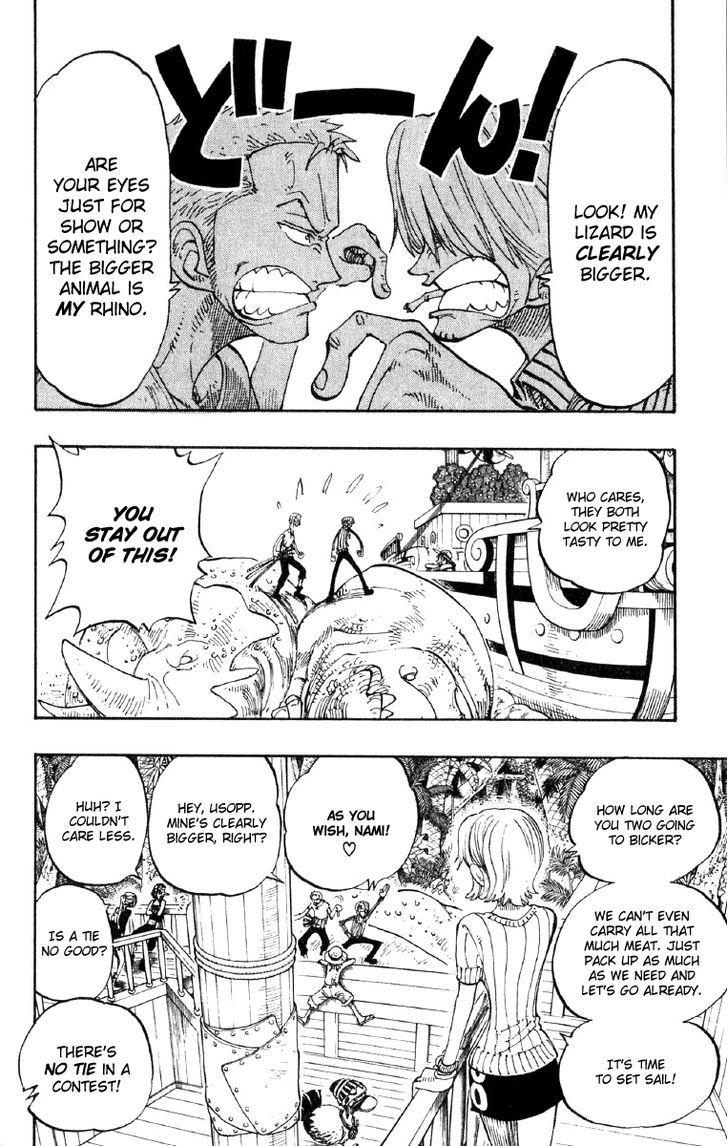 どーん!
LOOK! MY
LIZARD IS
CLEARLY
BIGGER.
ARE
YOUR EYES
JUST FOR
SHOW OR
SOMETHING?
THE BIGGER
ANIMAL IS
MY RHINO.
WHO CARES,
THEY BOTH
LOOK PRETTY
TASTY TO ME.
YOU
STAY OUT
OF THIS!
HOW LONG ARE
YOU TWO GOING
TO BICKER?
WE CAN'T EVEN
CARRY ALL THAT
MUCH MEAT. JUST
PACK UP AS MUCH
AS WE NEED AND
LET'S GO ALREADY.
IT'S TIME
TO SET SAIL!
AS YOU
WISH, NAMI!
♡
HEY, USOPP.
MINE'S CLEARLY
BIGGER, RIGHT?
HUH? I
COULDN'T
CARE LESS.
IS A TIE
NO GOOD?
THERE'S
NO TIE IN A
CONTEST!